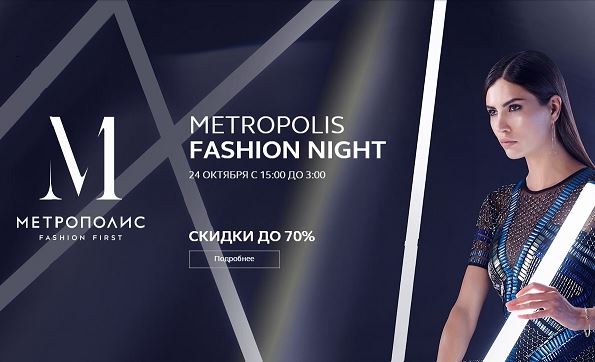 M
МЕТРОПОЛИС
FASHION FIRST
METROPOLIS
FASHION NIGHT
24 ОКТЯБРЯ С 15:00 ДО 3:00
СКИДКИ ДО 70%
Подробнее